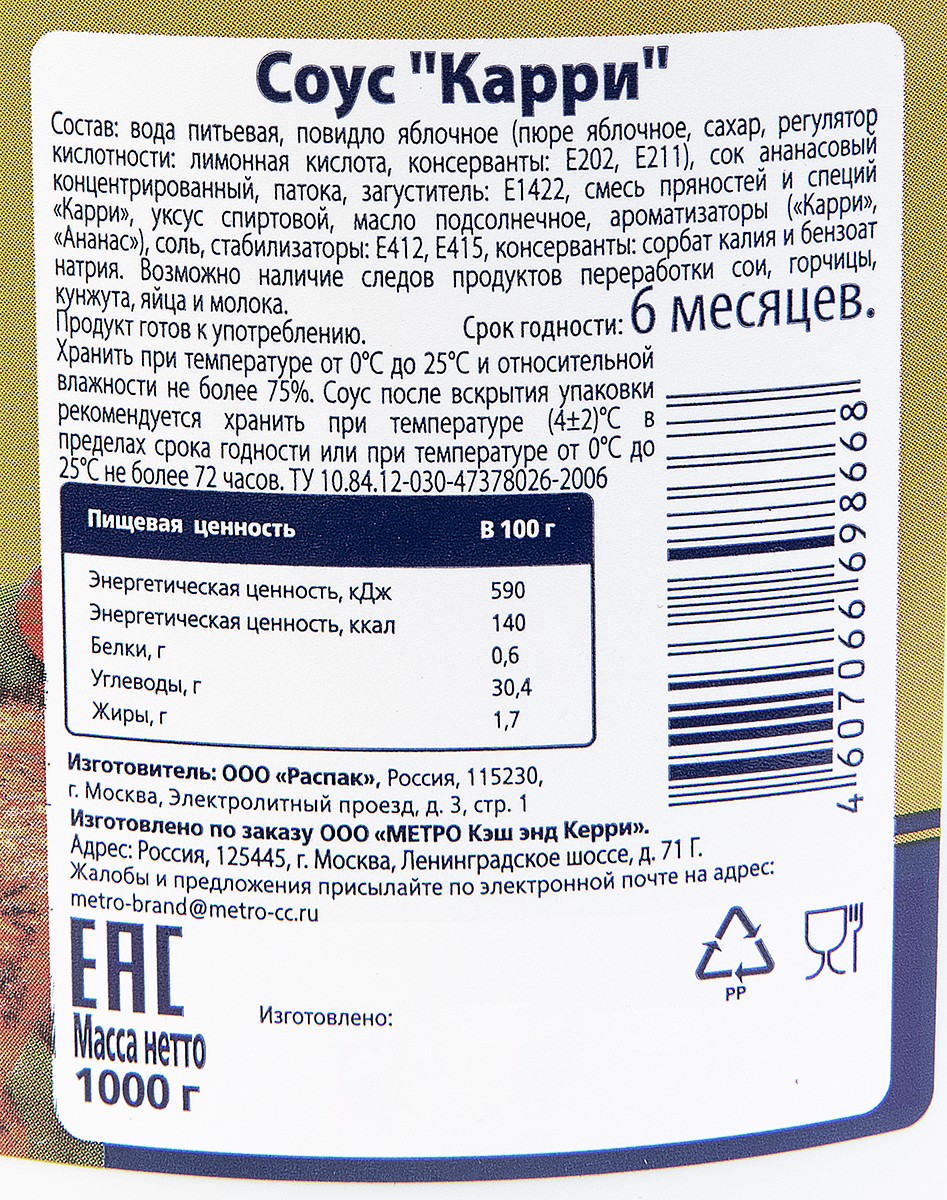 Соус "Карри"
Состав: вода питьевая, повидло яблочное (пюре яблочное, сахар, регулятор
кислотности: лимонная кислота, консерванты: Е202, Е211), сок ананасовый
концентрированный, патока, загуститель: Е1422, смесь пряностей и специй
«Карри», уксус спиртовой, масло подсолнечное, ароматизаторы («Карри»,
«Ананас»), соль, стабилизаторы: Е412, Е415, консерванты: сорбат калия и бензоат
натрия. Возможно наличие следов продуктов переработки сои, горчицы,
кунжута, яйца и молока.
Продукт готов к употреблению. Срок годности: 6 месяцев.
Хранить при температуре от 0°С до 25°С и относительной
влажности не более 75%. Соус после вскрытия упаковки
рекомендуется хранить при температуре (4±2)°С в
пределах срока годности или при температуре от 0°С до
25°С не более 72 часов. ТУ 10.84.12-030-47378026-2006
Пищевая ценность В 100 г
Энергетическая ценность, кДж 590
Энергетическая ценность, ккал 140
Белки, г 0,6
Углеводы, г 30,4
Жиры, г 1,7
4 607066 698668
Изготовитель: ООО «Распак», Россия, 115230,
г. Москва, Электролитный проезд, д. 3, стр. 1
Изготовлено по заказу ООО «МЕТРО Кэш энд Керри».
Адрес: Россия, 125445, г. Москва, Ленинградское шоссе, д. 71 Г.
Жалобы и предложения присылайте по электронной почте на адрес:
metro-brand@metro-cc.ru
ЕАС
PP
Изготовлено:
Масса нетто
1000 г